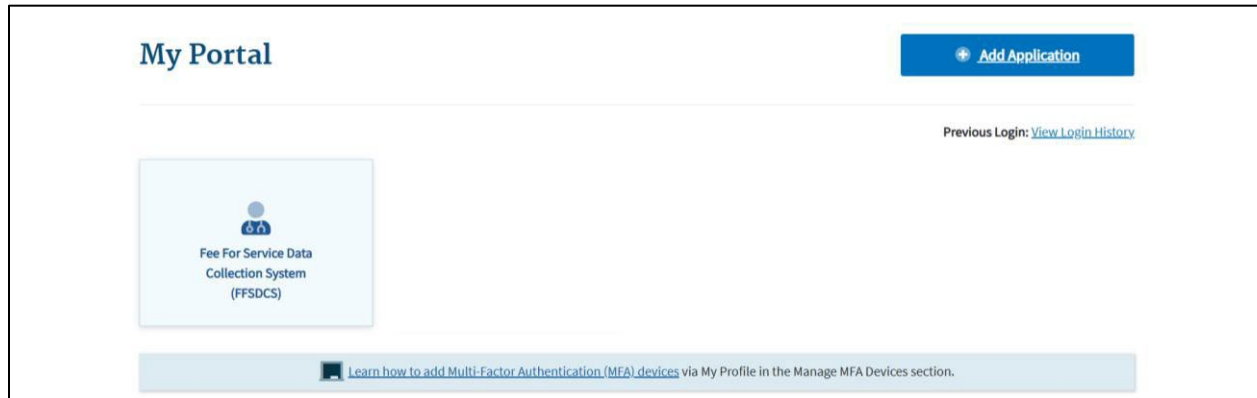 My Portal
Add Application
Previous Login: View Login History
Fee For Service Data
Collection System
(FFSDCS)
Learn how to add Multi-Factor Authentication (MFA) devices via My Profile in the Manage MFA Devices section.